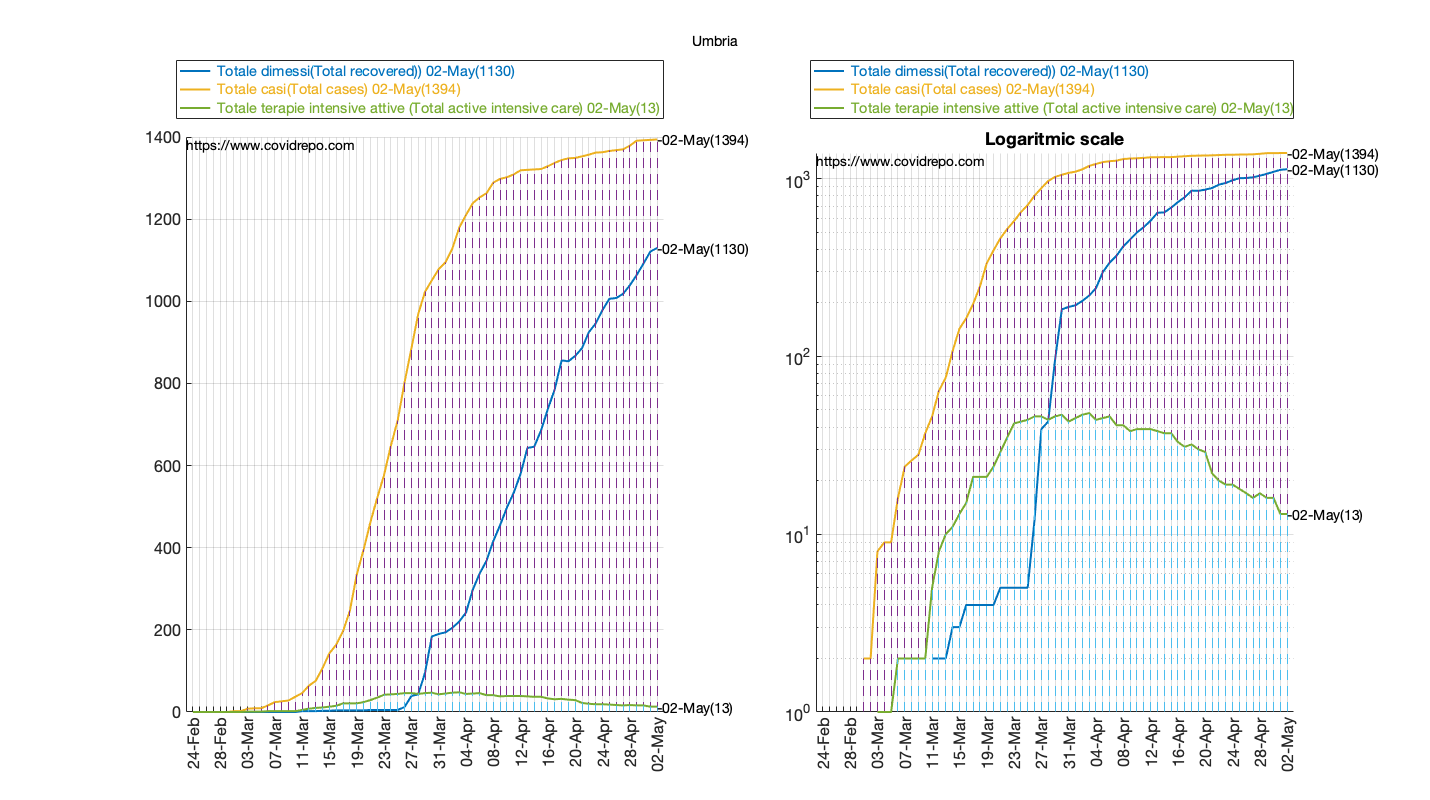 Umbria
Totale dimessi(Total recovered)) 02-May(1130)
Totale casi(Total cases) 02-May(1394)
Totale terapie intensive attive (Total active intensive care) 02-May(13)
https://www.covidrepo.com
1400
1200
1000
800
600
400
200
0
02-May(1394)
02-May(1130)
02-May(13)
24-Feb
28-Feb
03-Mar
07-Mar
11-Mar
15-Mar
19-Mar
23-Mar
27-Mar
31-Mar
04-Apr
08-Apr
12-Apr
16-Apr
20-Apr
24-Apr
28-Apr
02-May
Totale dimessi(Total recovered)) 02-May(1130)
Totale casi(Total cases) 02-May(1394)
Totale terapie intensive attive (Total active intensive care) 02-May(13)
Logaritmic scale
https://www.covidrepo.com
10³
10²
10¹
10⁰
02-May(1394)
02-May(1130)
02-May(13)
24-Feb
28-Feb
03-Mar
07-Mar
11-Mar
15-Mar
19-Mar
23-Mar
27-Mar
31-Mar
04-Apr
08-Apr
12-Apr
16-Apr
20-Apr
24-Apr
28-Apr
02-May